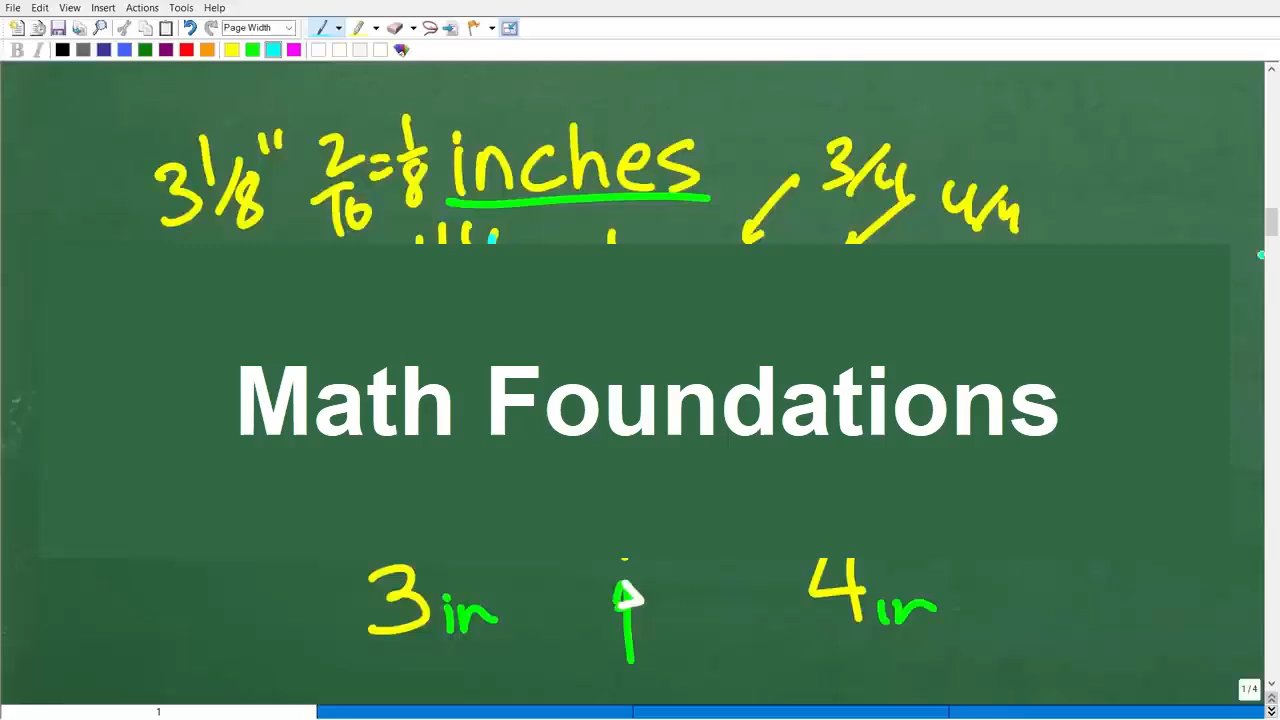 File Edit View Insert Actions Tools Help
Page Width
B I
3 1/8" 2/16 = 1/8 inches 3/4 4/4
Math Foundations
3 in 4 in
1/4
1